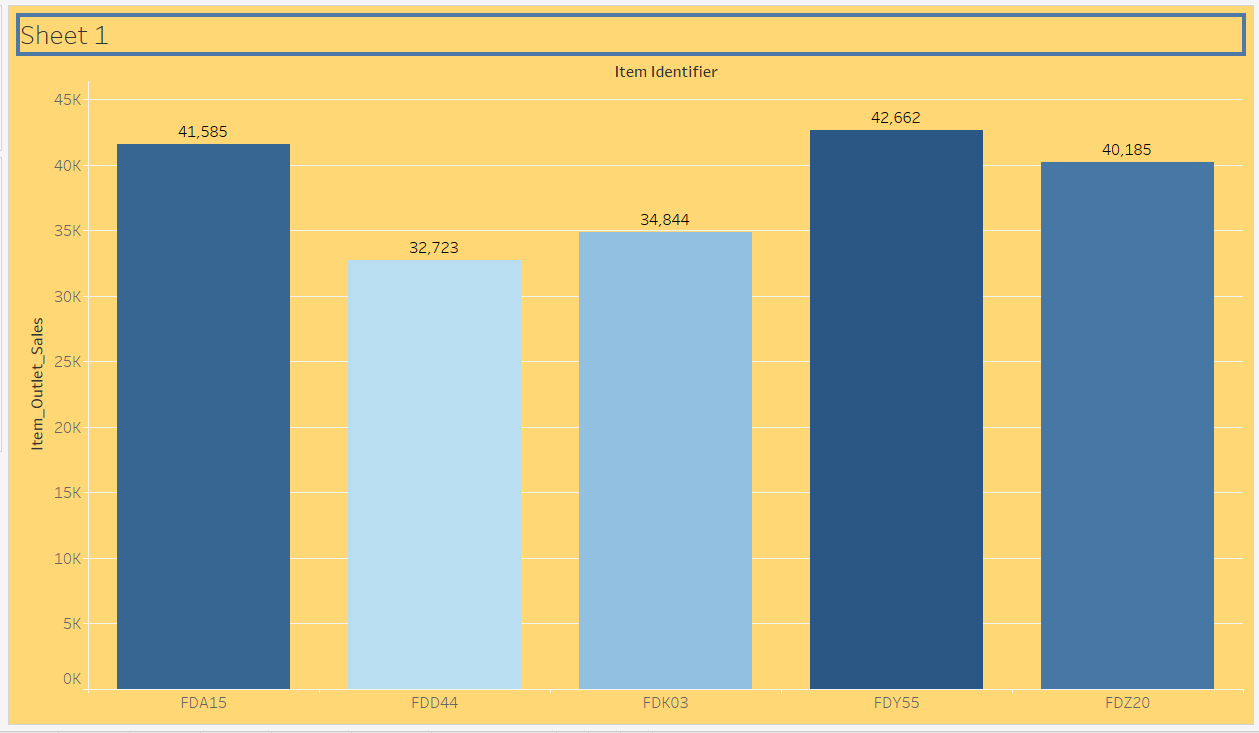 Sheet 1
Item Identifier
45K
40K
35K
30K
25K
20K
15K
10K
5K
0K
Item_Outlet_Sales
41,585
32,723
34,844
42,662
40,185
FDA15
FDD44
FDK03
FDY55
FDZ20